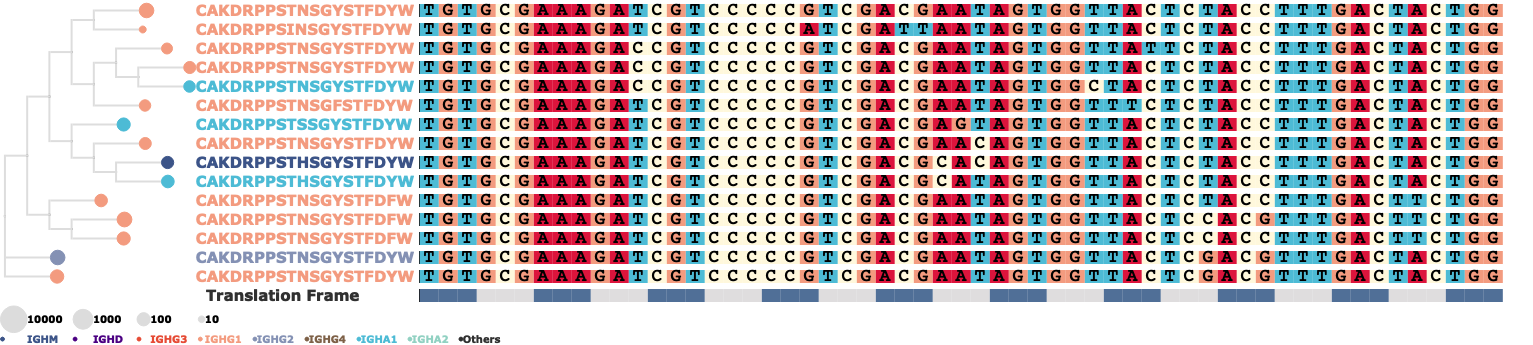 CAKDRPPSTNSGYSTFDYW T G T G C G A A A G A T C G T C C C C C G T C G A C G A A T A G T G G T T A C T C T A C C T T T G A C T A C T G G
CAKDRPPSINSGYSTFDYW T G T G C G A A A G A T C G T C C C C C A T C G A T T A A T A G T G G T T A C T C T A C C T T T G A C T A C T G G
CAKDRPPSTNSGYSTFDYW T G T G C G A A A G A C C G T C C C C C G T C G A C G A A T A G T G G T T A T T C T A C C T T T G A C T A C T G G
CAKDRPPSTNSGYSTFDYW T G T G C G A A A G A C C G T C C C C C G T C G A C G A A T A G T G G T T A C T C T A C C T T T G A C T A C T G G
CAKDRPPSTNSGYSTFDYW T G T G C G A A A G A C C G T C C C C C G T C G A C G A A T A G T G G C T A C T C T A C C T T T G A C T A C T G G
CAKDRPPSTNSGFSTFDYW T G T G C G A A A G A T C G T C C C C C G T C G A C G A A T A G T G G T T T C T C T A C C T T T G A C T A C T G G
CAKDRPPSTSSGYSTFDYW T G T G C G A A A G A T C G T C C C C C G T C G A C G A G T A G T G G T T A C T C T A C C T T T G A C T A C T G G
CAKDRPPSTNSGYSTFDYW T G T G C G A A A G A T C G T C C C C C G T C G A C G A A C A G T G G T T A C T C T A C C T T T G A C T A C T G G
CAKDRPPSTHSGYSTFDYW T G T G C G A A A G A T C G T C C C C C G T C G A C G C A C A G T G G T T A C T C T A C C T T T G A C T A C T G G
CAKDRPPSTHSGYSTFDYW T G T G C G A A A G A T C G T C C C C C G T C G A C G C A T A G T G G T T A C T C T A C C T T T G A C T A C T G G
CAKDRPPSTNSGYSTFDFW T G T G C G A A A G A T C G T C C C C C G T C G A C G A A T A G T G G T T A C T C T A C C T T T G A C T T C T G G
CAKDRPPSTNSGYSTFDFW T G T G C G A A A G A T C G T C C C C C G T C G A C G A A T A G T G G T T A C T C C A C G T T T G A C T T C T G G
CAKDRPPSTNSGYSTFDFW T G T G C G A A A G A T C G T C C C C C G T C G A C G A A T A G T G G T T A C T C C A C C T T T G A C T T C T G G
CAKDRPPSTNSGYSTFDYW T G T G C G A A A G A T C G T C C C C C G T C G A C G A A T A G T G G T T A C T C G A C G T T T G A C T A C T G G
CAKDRPPSTNSGYSTFDYW T G T G C G A A A G A T C G T C C C C C G T C G A C G A A T A G T G G T T A C T C G A C G T T T G A C T A C T G G
Translation Frame
10000 1000 100 10
IGHM IGHD IGHG3 IGHG1 IGHG2 IGHG4 IGHA1 IGHA2 Others